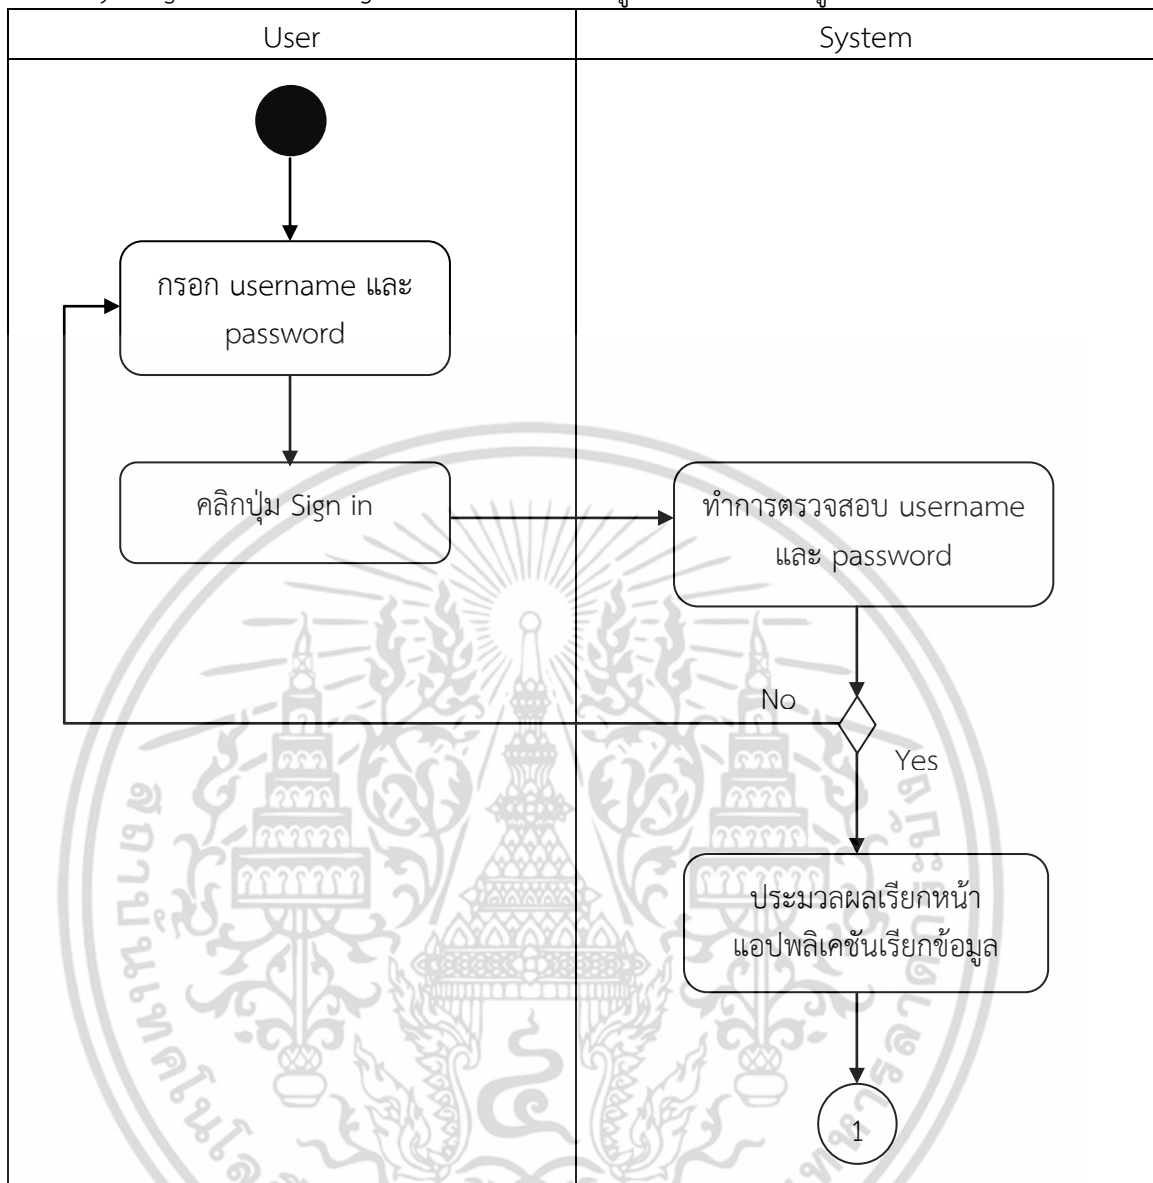 User
System
กรอก username และ
password
คลิกปุ่ม Sign in
ทำการตรวจสอบ username
และ password
No
Yes
ประมวลผลเรียกหน้า
แอปพลิเคชันเรียกข้อมูล
1